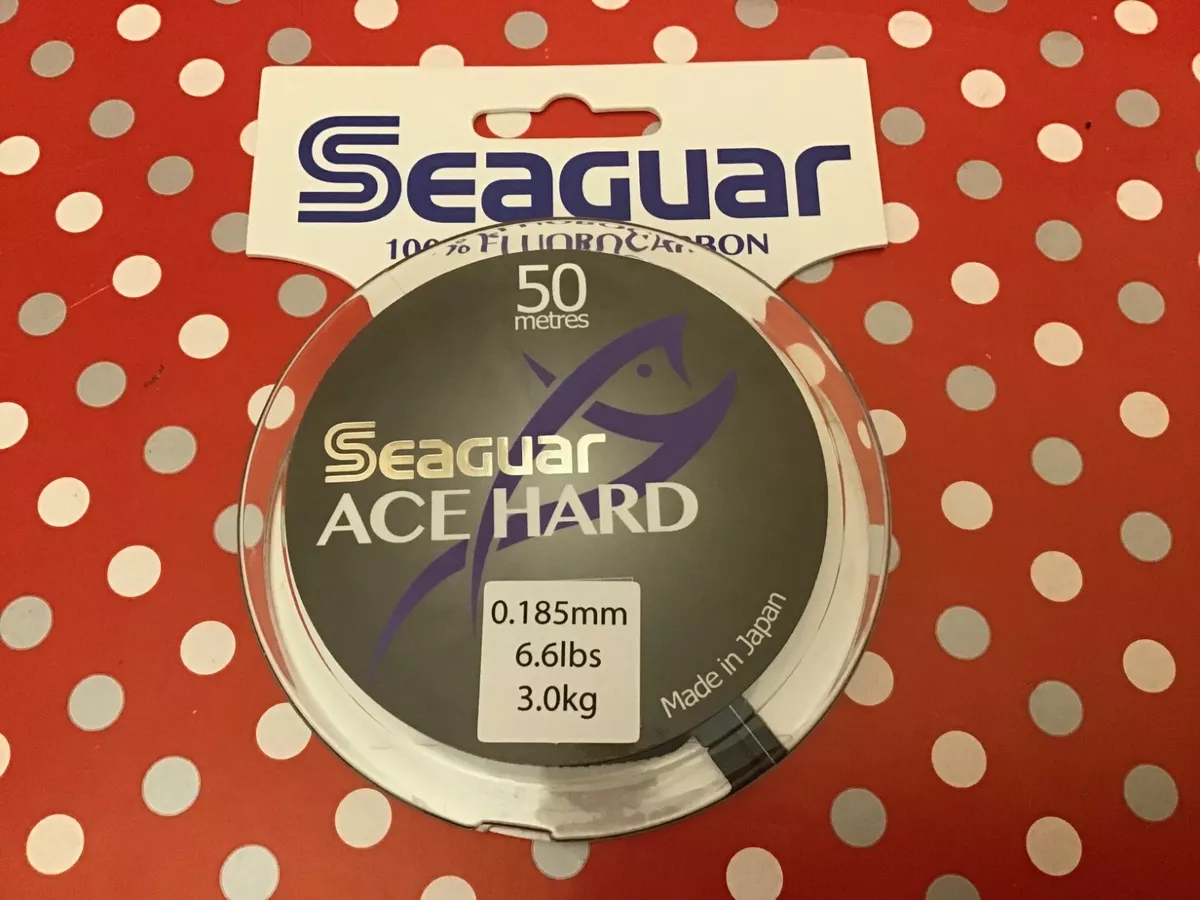 Seaguar
100% FLUOROCARBON
50
metres
Seaguar
ACE HARD
0.185mm
6.6lbs
3.0kg
Made in Japan